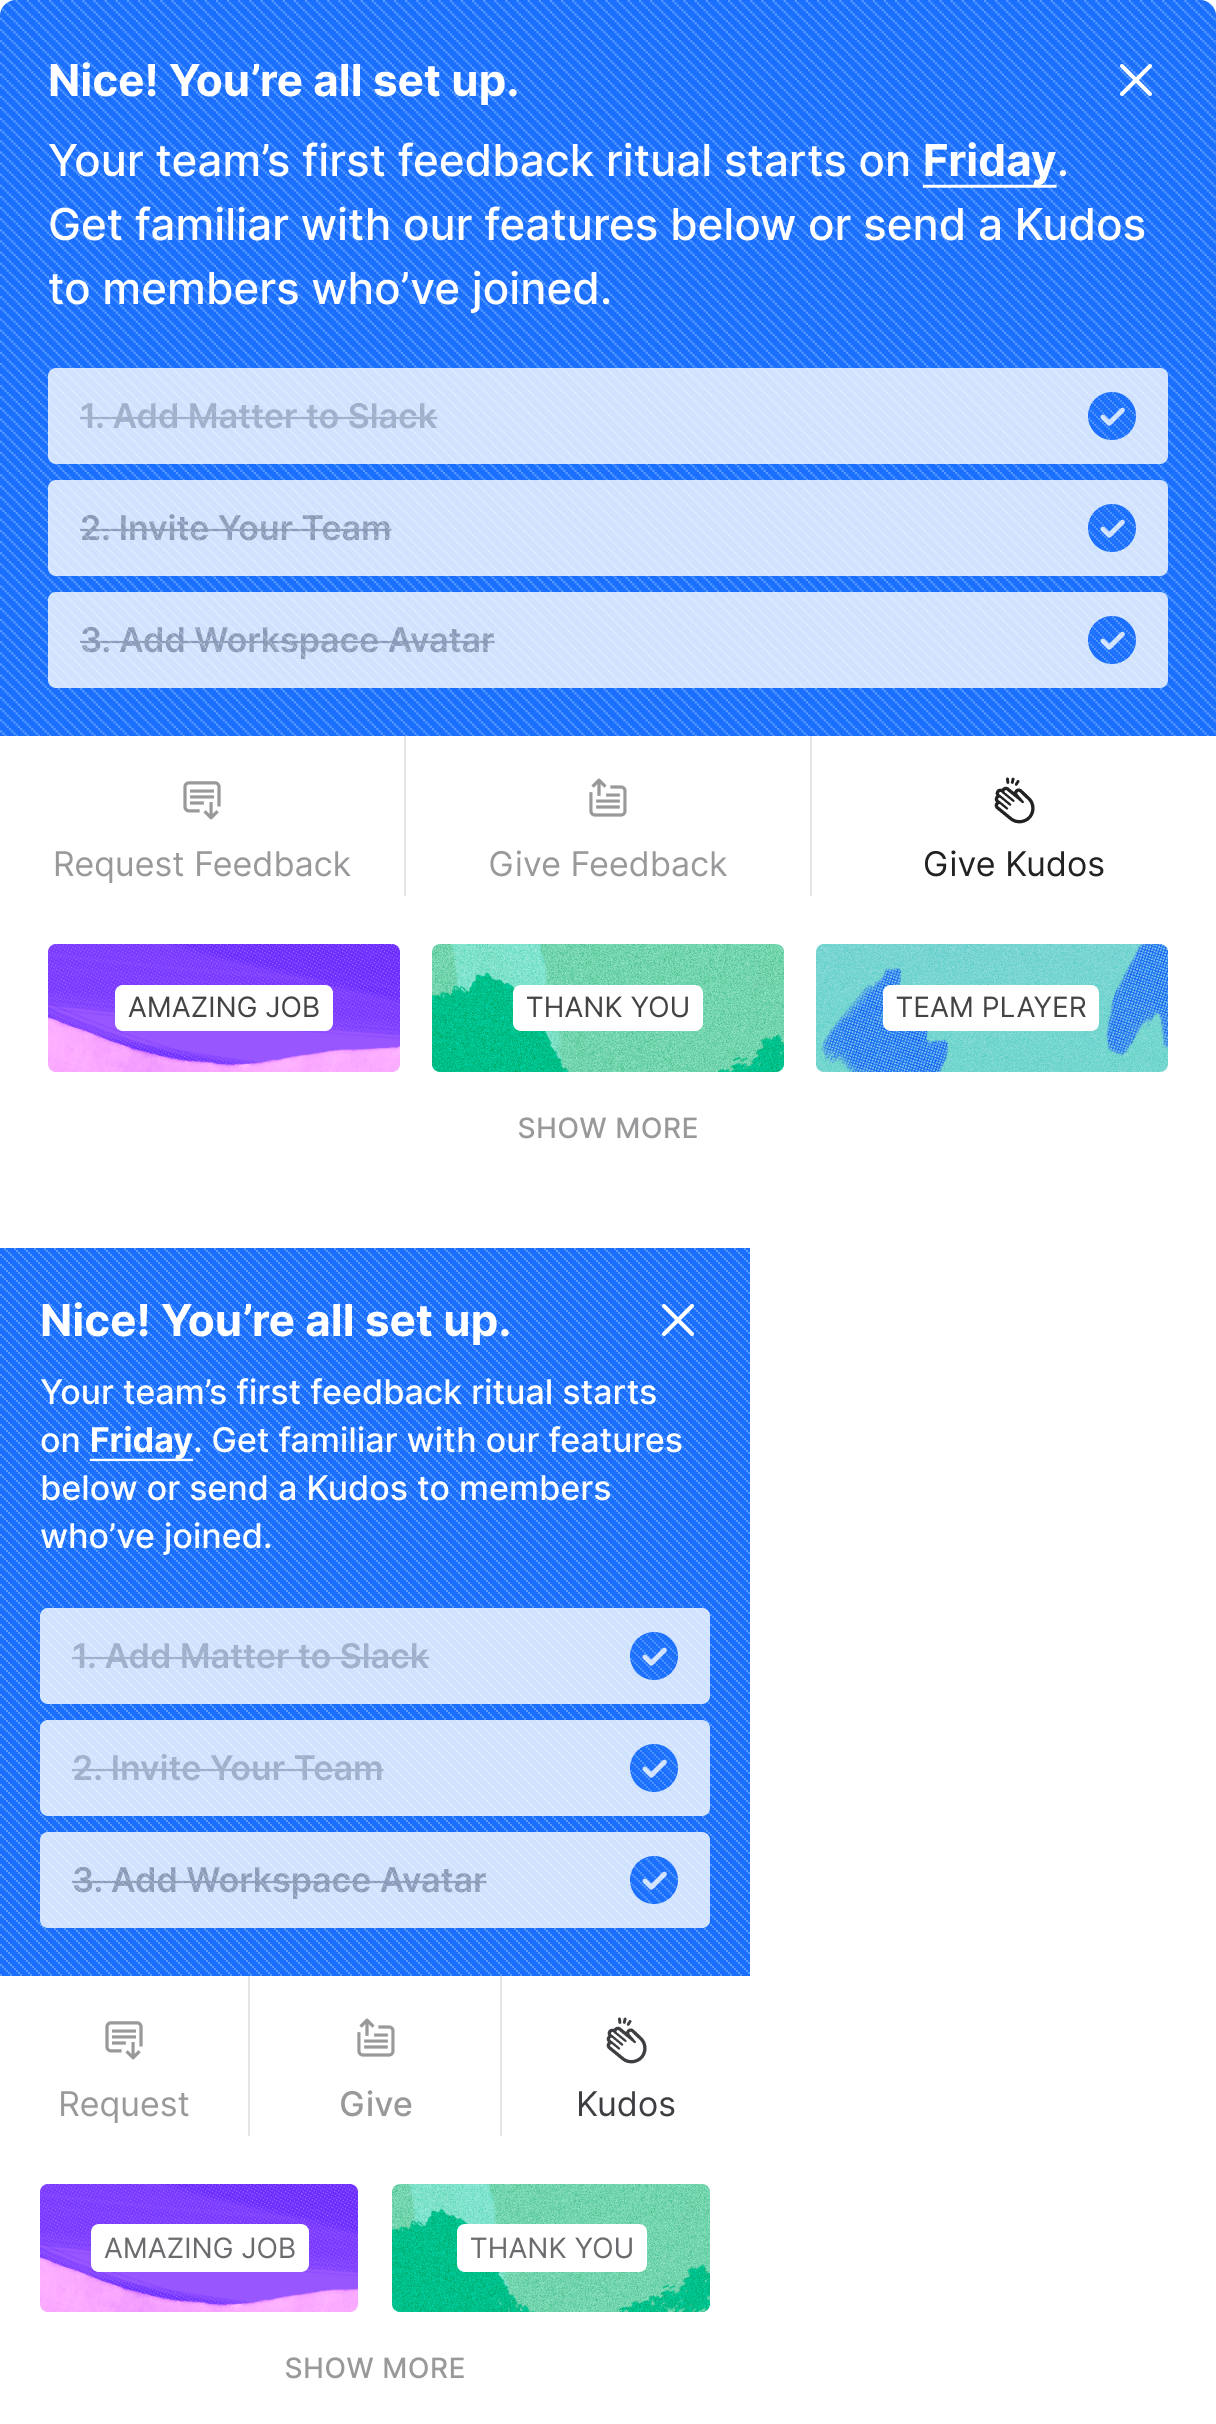 Nice! You’re all set up.
Your team’s first feedback ritual starts on Friday.
Get familiar with our features below or send a Kudos
to members who’ve joined.
1. Add Matter to Slack
2. Invite Your Team
3. Add Workspace Avatar
Request Feedback
Give Feedback
Give Kudos
AMAZING JOB
THANK YOU
TEAM PLAYER
SHOW MORE
Nice! You’re all set up.
Your team’s first feedback ritual starts
on Friday. Get familiar with our features
below or send a Kudos to members
who’ve joined.
1. Add Matter to Slack
2. Invite Your Team
3. Add Workspace Avatar
Request
Give
Kudos
AMAZING JOB
THANK YOU
SHOW MORE